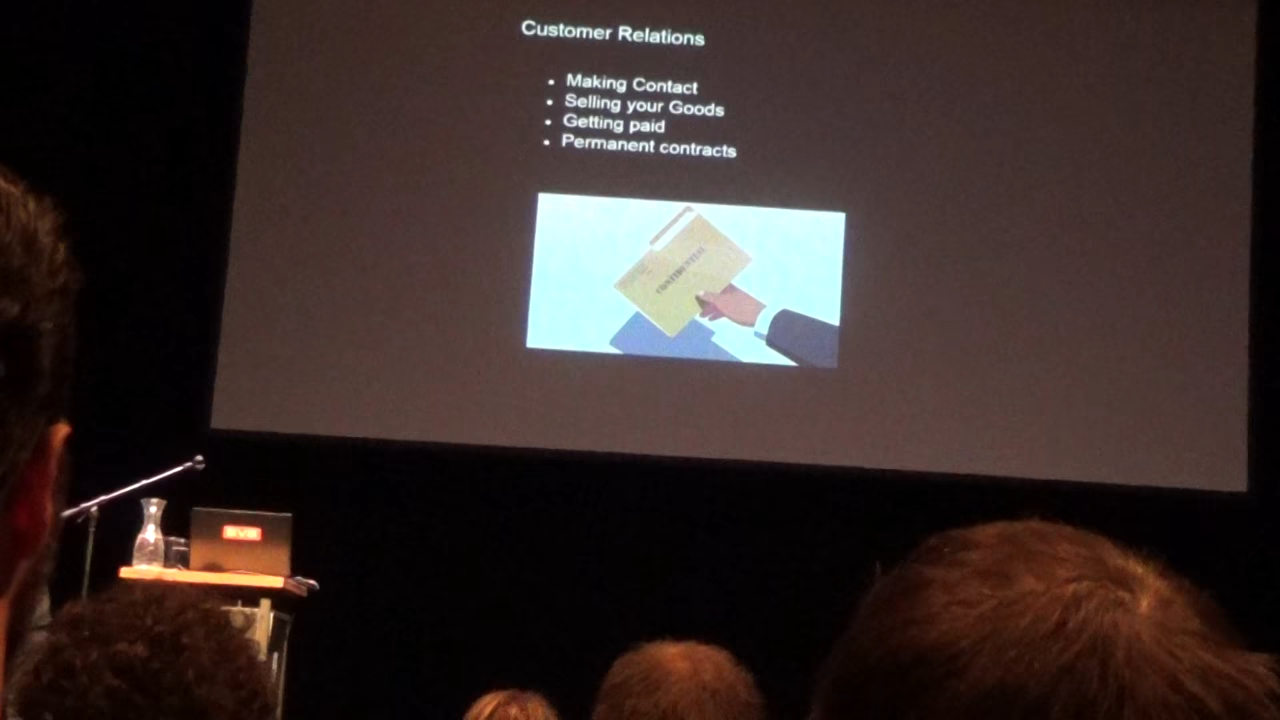 Customer Relations
• Making Contact
• Selling your Goods
• Getting paid
• Permanent contracts
CONFIDENTIAL